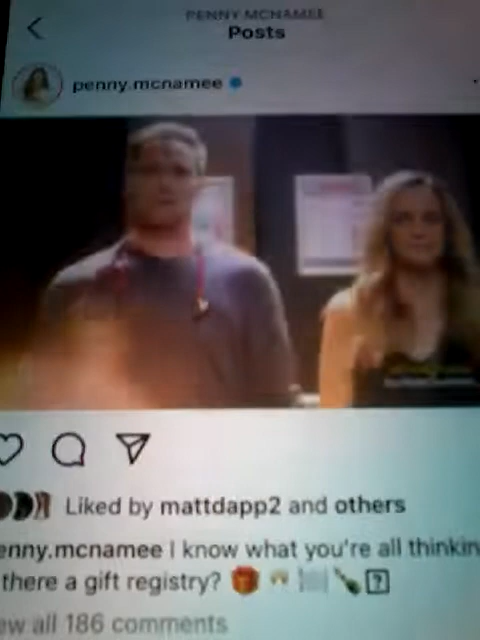 PENNY MCNAMEE
Posts
penny.mcnamee
Liked by mattdapp2 and others
enny.mcnamee I know what you're all thinkin
there a gift registry?
ew all 186 comments